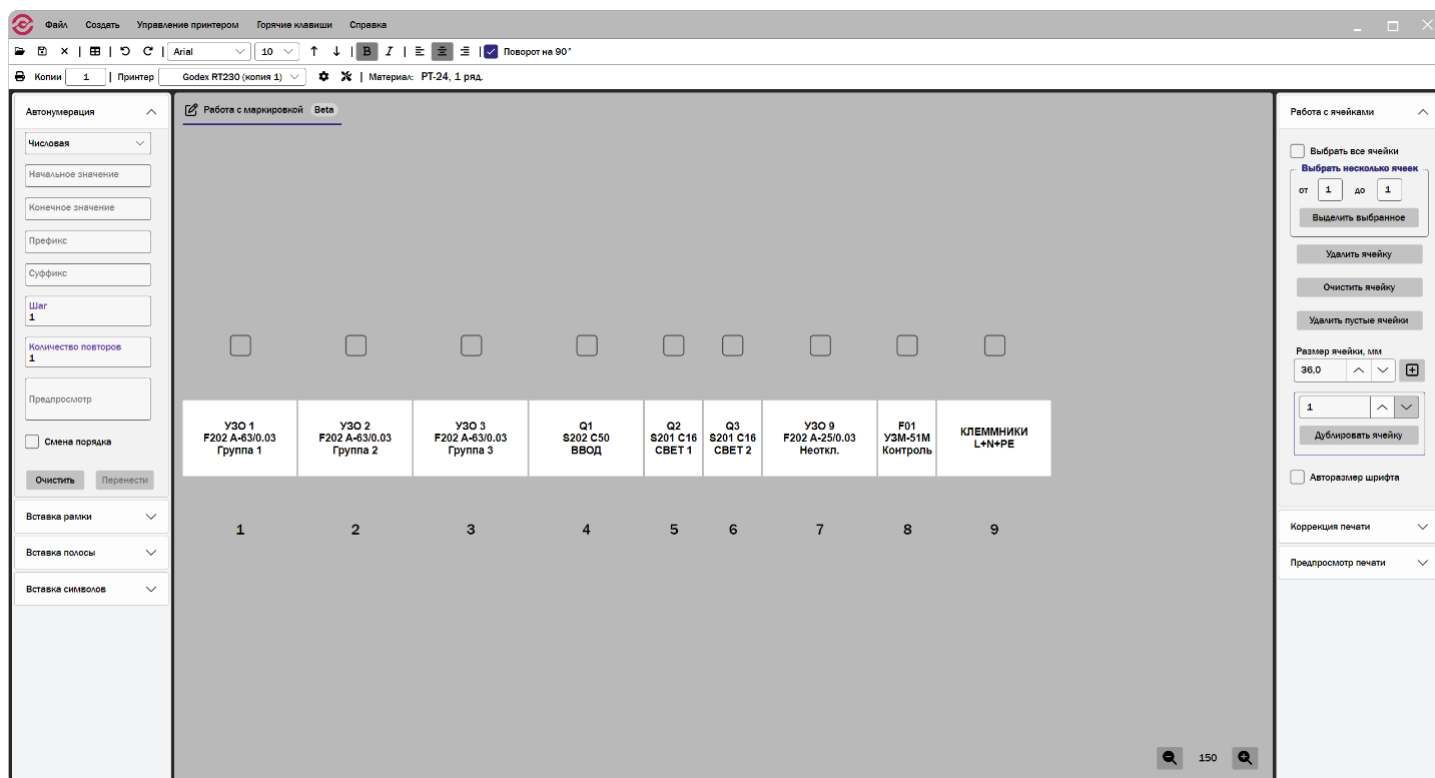 Файл Создать Управление принтером Горячие клавиши Справка
Arial 10 B I Поворот на 90°
Копии 1 Принтер Godex RT230 (копия 1) Материал: РТ-24, 1 ряд.
Автонумерация
Числовая
Начальное значение
Конечное значение
Префикс
Суффикс
Шаг
1
Количество повторов
1
Предпросмотр
Смена порядка
Очистить Перенести
Вставка рамки
Вставка полосы
Вставка символов
Работа с маркировкой Beta
УЗО 1
F202 A-63/0.03
Группа 1
УЗО 2
F202 A-63/0.03
Группа 2
УЗО 3
F202 A-63/0.03
Группа 3
Q1
S202 C50
ВВОД
Q2
S201 C16
СВЕТ 1
Q3
S201 C16
СВЕТ 2
УЗО 9
F202 A-25/0.03
Неоткл.
F01
УЗМ-51М
Контроль
КЛЕММНИКИ
L+N+PE
1 2 3 4 5 6 7 8 9
150
Работа с ячейками
Выбрать все ячейки
Выбрать несколько ячеек
от 1 до 1
Выделить выбранное
Удалить ячейку
Очистить ячейку
Удалить пустые ячейки
Размер ячейки, мм
36,0
1
Дублировать ячейку
Авторазмер шрифта
Коррекция печати
Предпросмотр печати